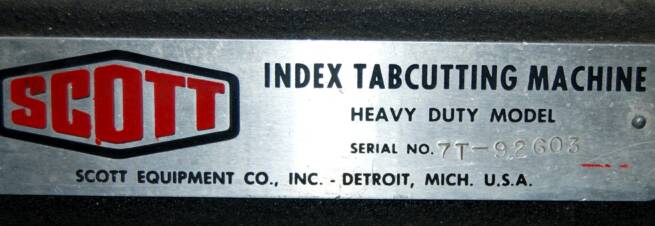 SCOTT
INDEX TABCUTTING MACHINE
HEAVY DUTY MODEL
SERIAL NO. 7T-92603
SCOTT EQUIPMENT CO., INC. - DETROIT, MICH. U.S.A.